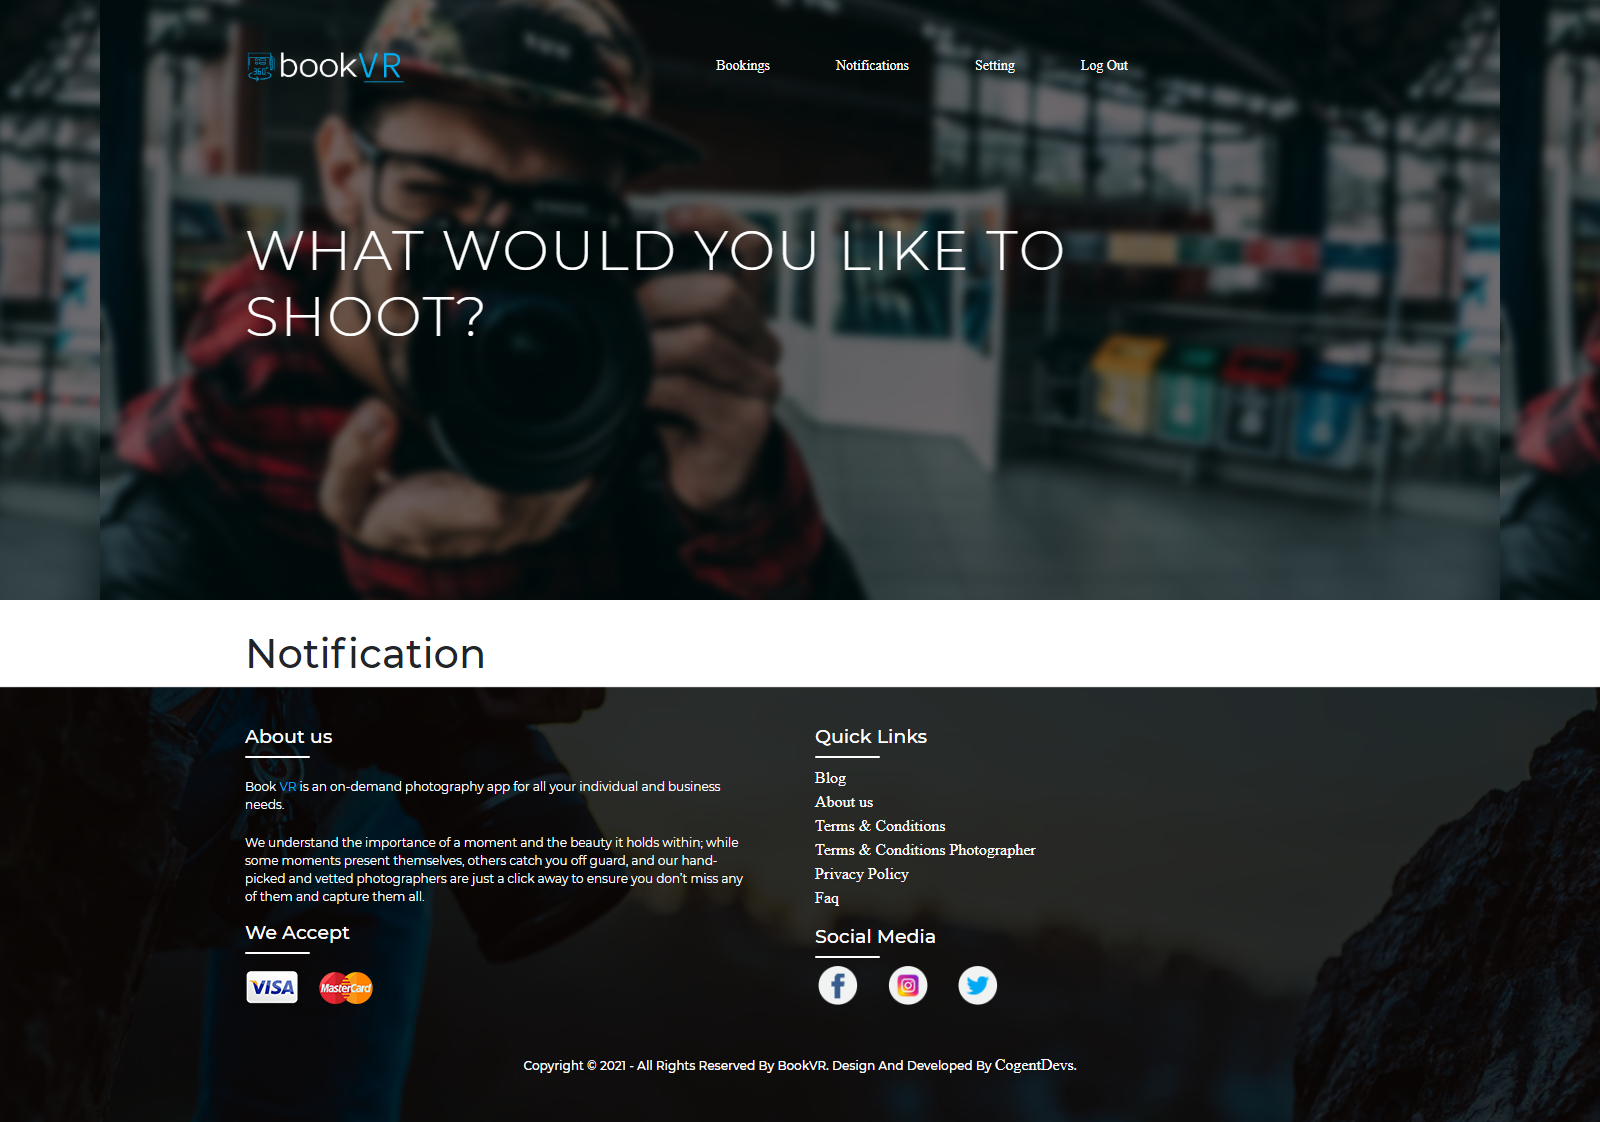 360°
bookVR
Bookings
Notifications
Setting
Log Out
WHAT WOULD YOU LIKE TO
SHOOT?
Notification
About us
Book VR is an on-demand photography app for all your individual and business
needs.
We understand the importance of a moment and the beauty it holds within; while
some moments present themselves, others catch you off guard, and our hand-
picked and vetted photographers are just a click away to ensure you don't miss any
of them and capture them all.
We Accept
VISA
MasterCard
Quick Links
Blog
About us
Terms & Conditions
Terms & Conditions Photographer
Privacy Policy
Faq
Social Media
Copyright © 2021 - All Rights Reserved By BookVR. Design And Developed By CogentDevs.